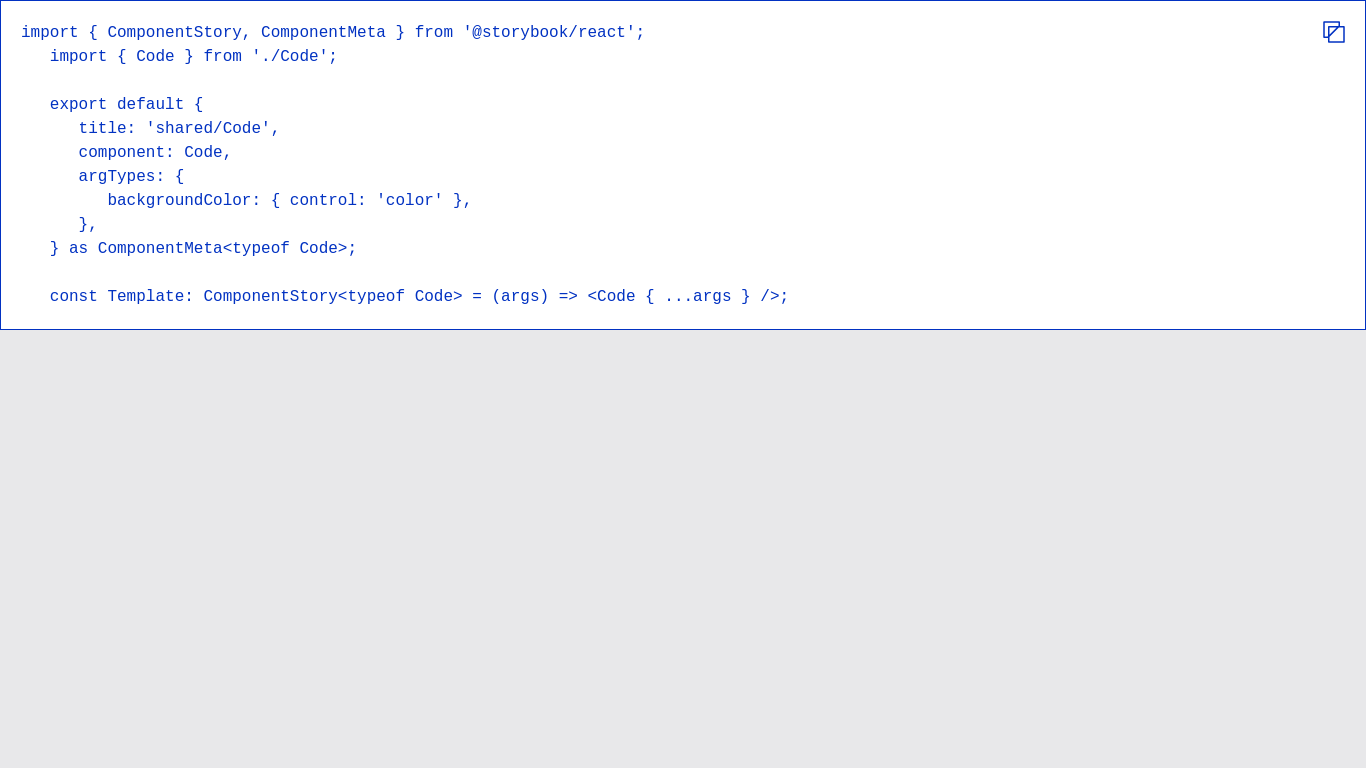 import { ComponentStory, ComponentMeta } from '@storybook/react';
   import { Code } from './Code';

   export default {
      title: 'shared/Code',
      component: Code,
      argTypes: {
         backgroundColor: { control: 'color' },
      },
   } as ComponentMeta<typeof Code>;

   const Template: ComponentStory<typeof Code> = (args) => <Code { ...args } />;